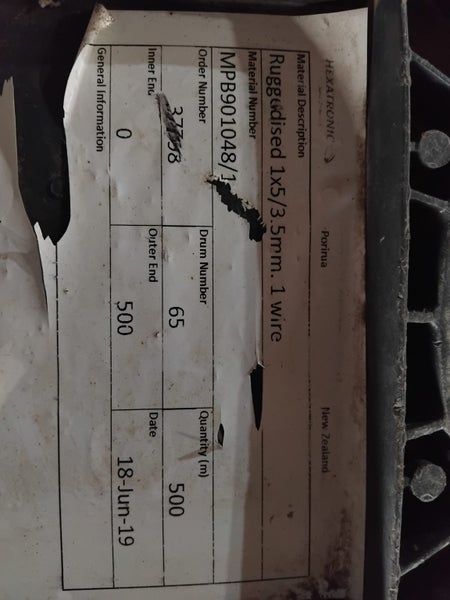 HEXATRONIC
Porirua
New Zealand
Material Description
Ruggedised 1x5/3.5mm. 1 wire
Material Number
MPB901048/1
Order Number
Drum Number
65
Quantity (m)
500
Inner End
0
Outer End
500
Date
18-Jun-19
General Information